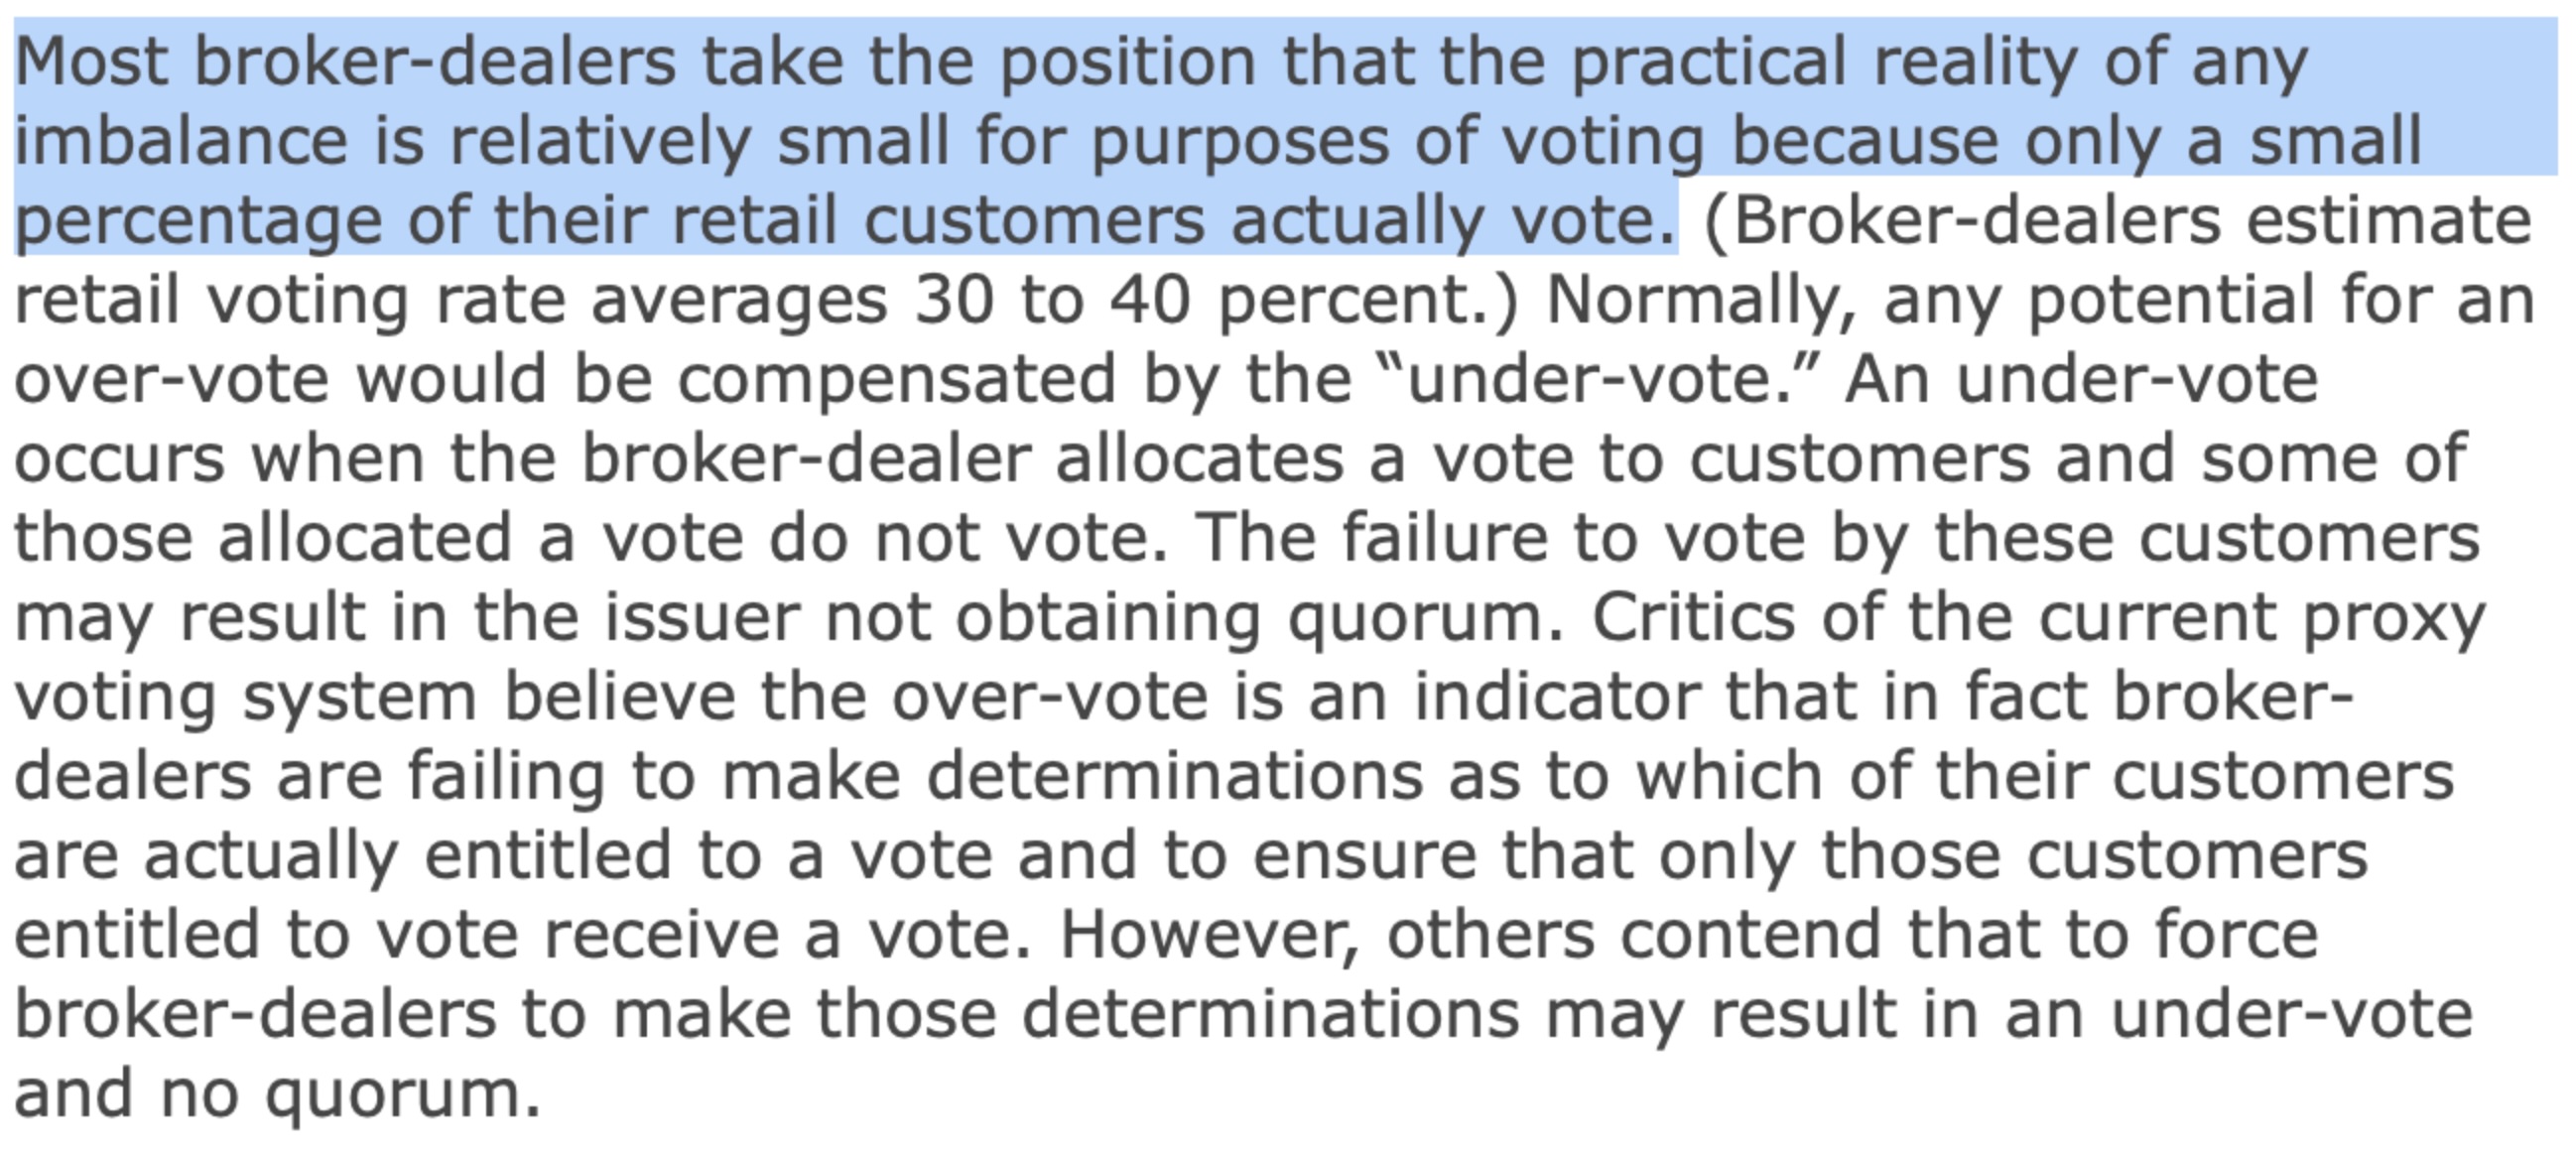 Most broker-dealers take the position that the practical reality of any
imbalance is relatively small for purposes of voting because only a small
percentage of their retail customers actually vote. (Broker-dealers estimate
retail voting rate averages 30 to 40 percent.) Normally, any potential for an
over-vote would be compensated by the “under-vote.” An under-vote
occurs when the broker-dealer allocates a vote to customers and some of
those allocated a vote do not vote. The failure to vote by these customers
may result in the issuer not obtaining quorum. Critics of the current proxy
voting system believe the over-vote is an indicator that in fact broker-
dealers are failing to make determinations as to which of their customers
are actually entitled to a vote and to ensure that only those customers
entitled to vote receive a vote. However, others contend that to force
broker-dealers to make those determinations may result in an under-vote
and no quorum.